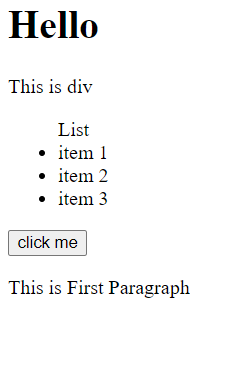 Hello
This is div
List
item 1
item 2
item 3
click me
This is First Paragraph